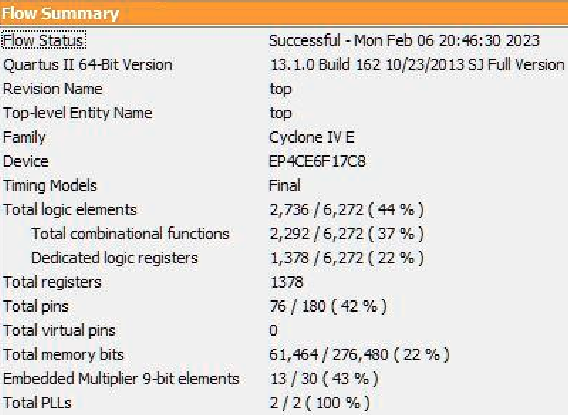 Flow Summary
Flow Status Successful - Mon Feb 06 20:46:30 2023
Quartus II 64-Bit Version 13.1.0 Build 162 10/23/2013 SJ Full Version
Revision Name top
Top-level Entity Name top
Family Cyclone IV E
Device EP4CE6F17C8
Timing Models Final
Total logic elements 2,736 / 6,272 ( 44 % )
Total combinational functions 2,292 / 6,272 ( 37 % )
Dedicated logic registers 1,378 / 6,272 ( 22 % )
Total registers 1378
Total pins 76 / 180 ( 42 % )
Total virtual pins 0
Total memory bits 61,464 / 276,480 ( 22 % )
Embedded Multiplier 9-bit elements 13 / 30 ( 43 % )
Total PLLs 2 / 2 ( 100 % )